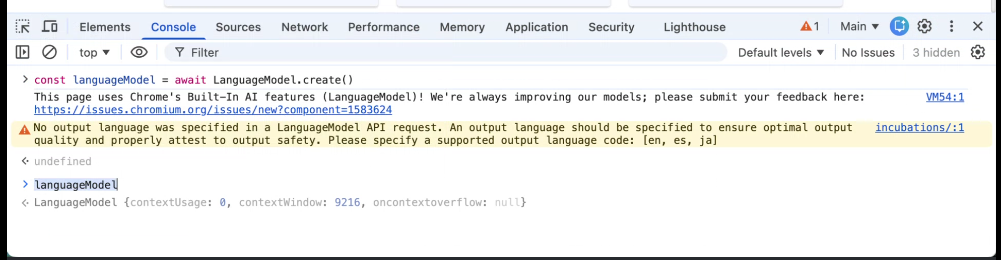 Elements Console Sources Network Performance Memory Application Security Lighthouse 1 Main
top Filter Default levels No Issues 3 hidden
const languageModel = await LanguageModel.create()
This page uses Chrome's Built-In AI features (LanguageModel)! We're always improving our models; please submit your feedback here: VM54:1
https://issues.chromium.org/issues/new?component=1583624
No output language was specified in a LanguageModel API request. An output language should be specified to ensure optimal output incubations/:1
quality and properly attest to output safety. Please specify a supported output language code: [en, es, ja]
undefined
languageModel
LanguageModel {contextUsage: 0, contextWindow: 9216, oncontextoverflow: null}